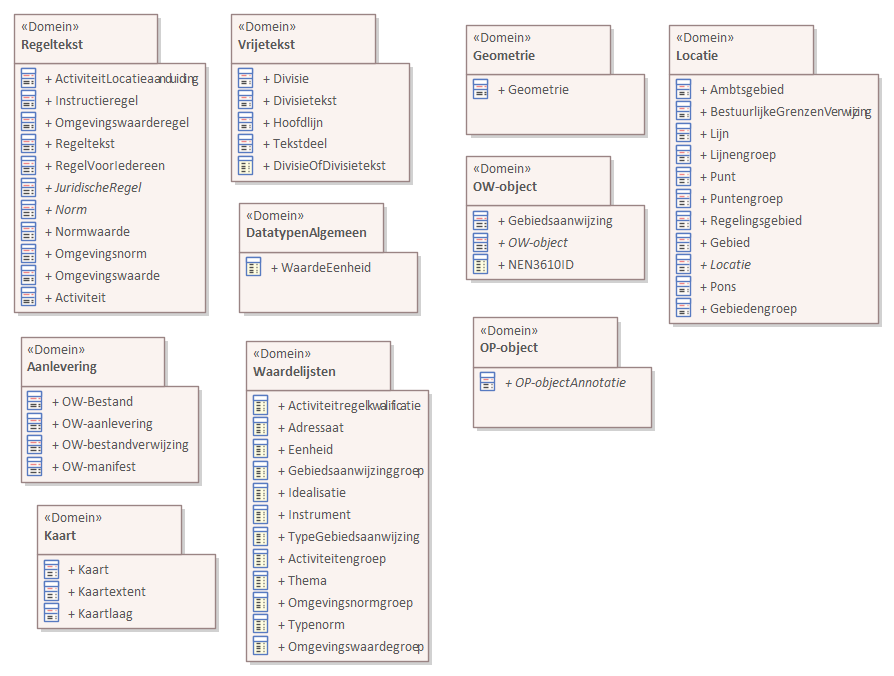 «Domein»
Regeltekst
+ ActiviteitLocatieaanduiding
+ Instructieregel
+ Omgevingswaarderegel
+ Regeltekst
+ RegelVoorIedereen
+ JuridischeRegel
+ Norm
+ Normwaarde
+ Omgevingsnorm
+ Omgevingswaarde
+ Activiteit
«Domein»
Vrijetekst
+ Divisie
+ Divisietekst
+ Hoofdlijn
+ Tekstdeel
+ DivisieOfDivisietekst
«Domein»
Geometrie
+ Geometrie
«Domein»
Locatie
+ Ambtsgebied
+ BestuurlijkeGrenzenVerwijzing
+ Lijn
+ Lijnengroep
+ Punt
+ Puntengroep
+ Regelingsgebied
+ Gebied
+ Locatie
+ Pons
+ Gebiedengroep
«Domein»
OW-object
+ Gebiedsaanwijzing
+ OW-object
+ NEN3610ID
«Domein»
DatatypenAlgemeen
+ WaardeEenheid
«Domein»
OP-object
+ OP-objectAnnotatie
«Domein»
Aanlevering
+ OW-Bestand
+ OW-aanlevering
+ OW-bestandverwijzing
+ OW-manifest
«Domein»
Waardelijsten
+ Activiteitregelkwalificatie
+ Adressaat
+ Eenheid
+ Gebiedsaanwijzinggroep
+ Idealisatie
+ Instrument
+ TypeGebiedsaanwijzing
+ Activiteitengroep
+ Thema
+ Omgevingsnormgroep
+ Typenorm
+ Omgevingswaardegroep
«Domein»
Kaart
+ Kaart
+ Kaartextent
+ Kaartlaag